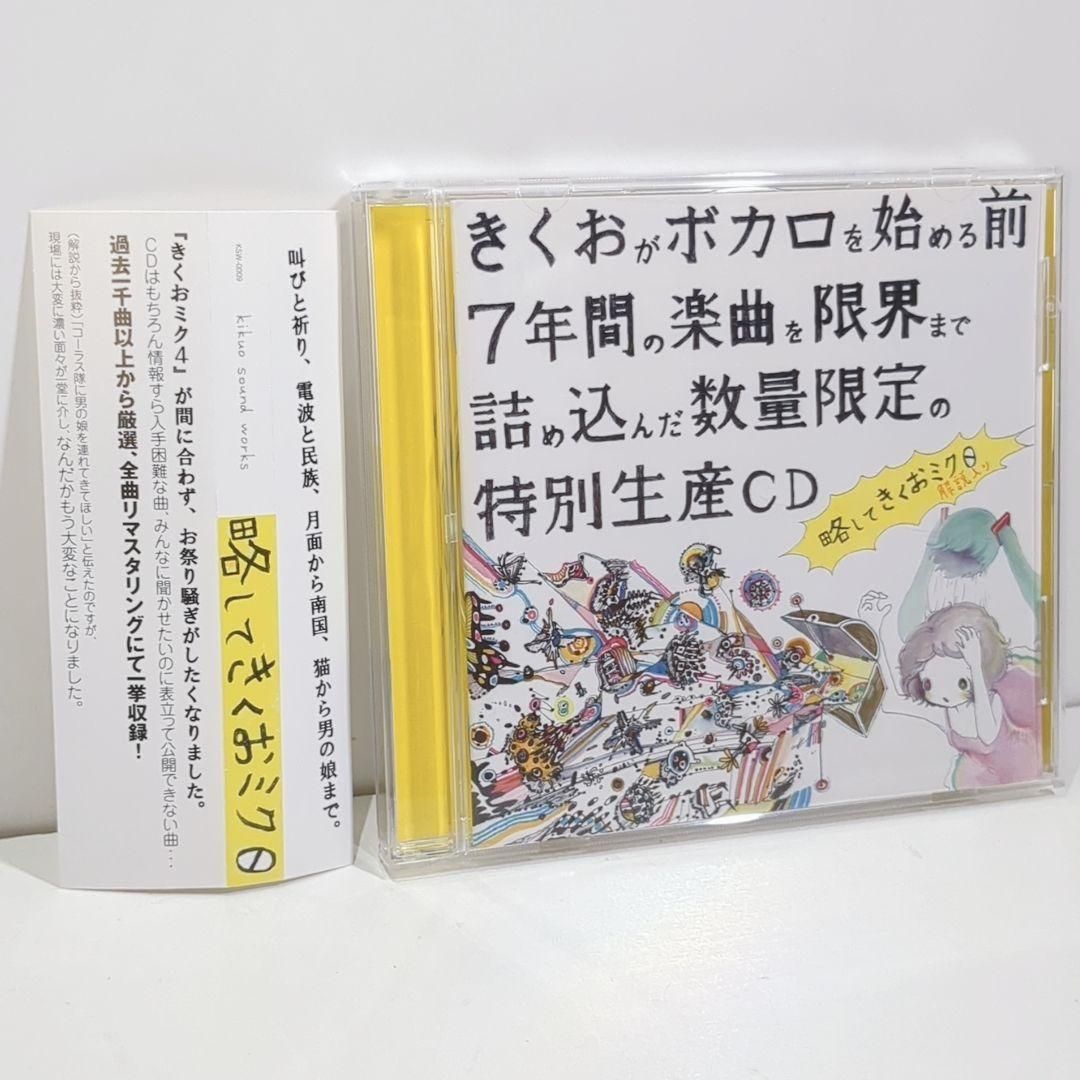 きくおがボカロを始める前
7年間の楽曲を限界まで
詰め込んだ数量限定の
特別生産CD
略してきくおミク0
解説入り
叫びと祈り、電波と民族、月面から南国、猫から男の娘まで。
KSW-0009
kikuo sound works
略してきくおミク0
『きくおミク4』が間に合わず、お祭り騒ぎがしたくなりました。
CDはもちろん情報すら入手困難な曲、みんなに聞かせたいのに表立って公開できない曲…
過去一千曲以上から厳選、全曲リマスタリングにて一挙収録！
（解説から抜粋）「コーラス隊に男の娘を連れてきてほしい」と伝えたのですが、
現場には大変に濃い面々が一堂に介し、なんだかもう大変なことになりました。